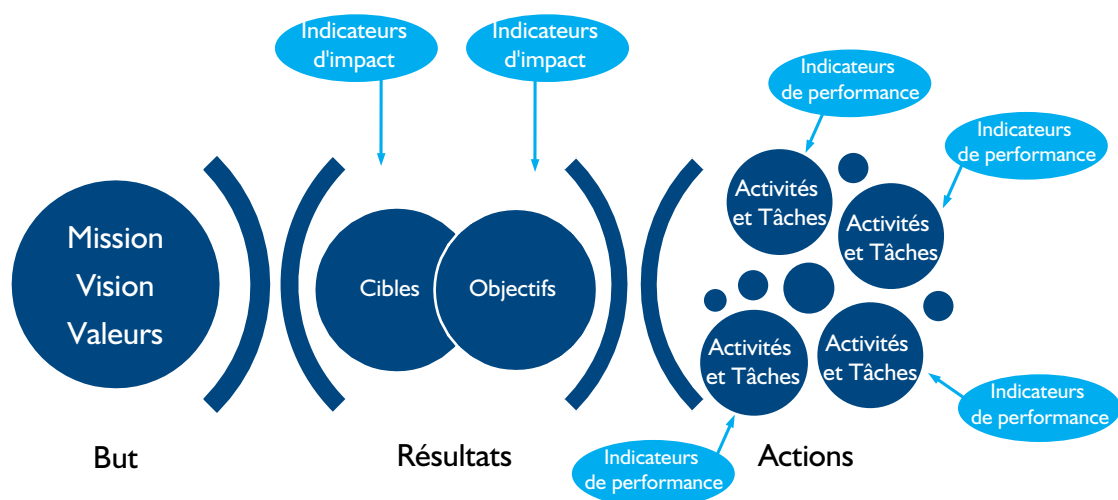 Indicateurs
d'impact
Indicateurs
d'impact
Indicateurs
de performance
Indicateurs
de performance
Mission
Vision
Valeurs
Cibles
Objectifs
Activités
et Tâches
Activités
et Tâches
Activités
et Tâches
Activités
et Tâches
Indicateurs
de performance
Indicateurs
de performance
But
Résultats
Actions